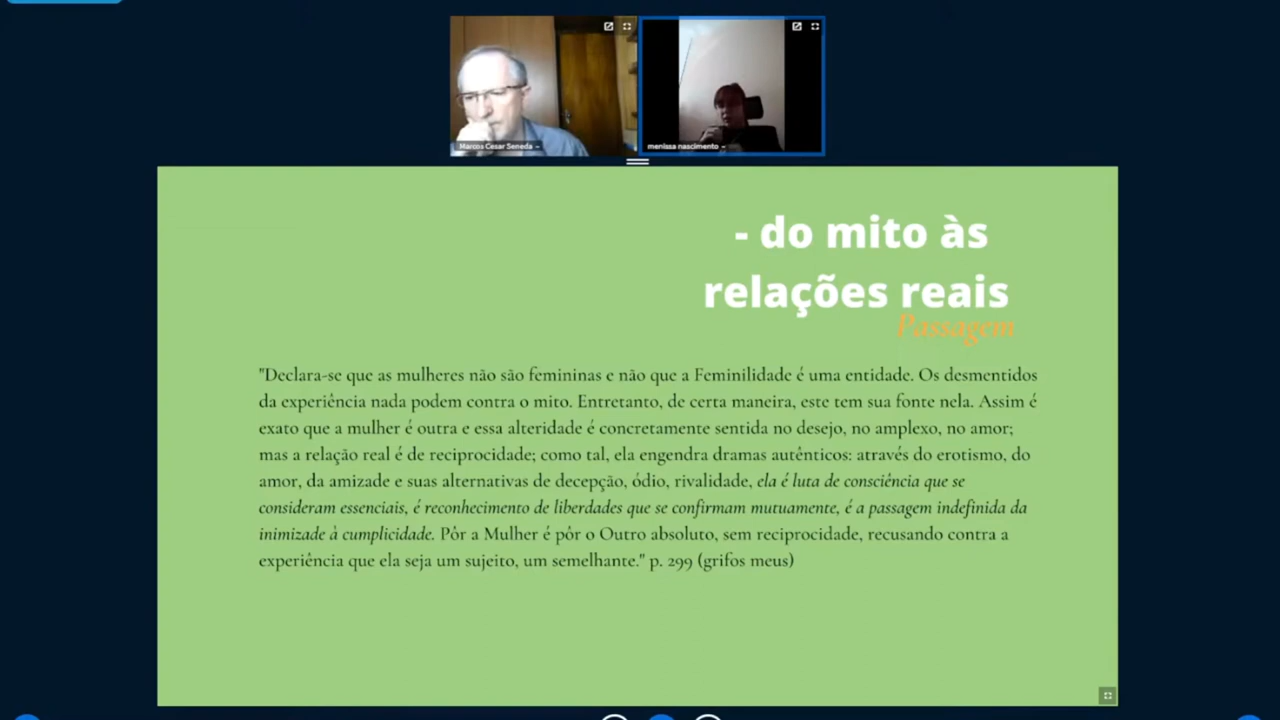 Marcos Cesar Seneda
menissa nascimento
- do mito às
relações reais
Passagem
"Declara-se que as mulheres não são femininas e não que a Feminilidade é uma entidade. Os desmentidos
da experiência nada podem contra o mito. Entretanto, de certa maneira, este tem sua fonte nela. Assim é
exato que a mulher é outra e essa alteridade é concretamente sentida no desejo, no amplexo, no amor;
mas a relação real é de reciprocidade; como tal, ela engendra dramas autênticos: através do erotismo, do
amor, da amizade e suas alternativas de decepção, ódio, rivalidade, ela é luta de consciência que se
consideram essenciais, é reconhecimento de liberdades que se confirmam mutuamente, é a passagem indefinida da
inimizade à cumplicidade. Pôr a Mulher é pôr o Outro absoluto, sem reciprocidade, recusando contra a
experiência que ela seja um sujeito, um semelhante." p. 299 (grifos meus)